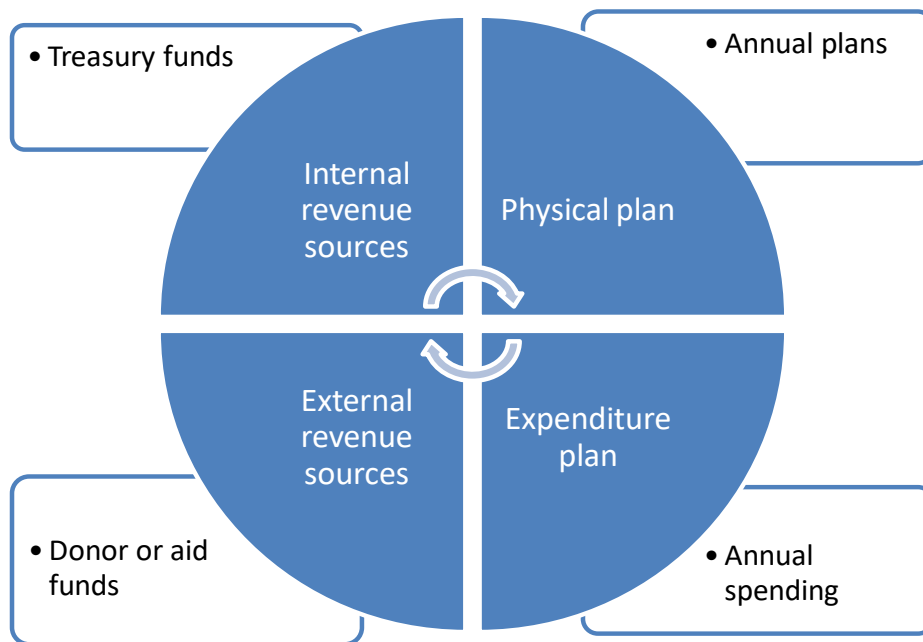 • Treasury funds
• Annual plans
Internal
revenue
sources
Physical plan
External
revenue
sources
Expenditure
plan
• Donor or aid
funds
• Annual
spending